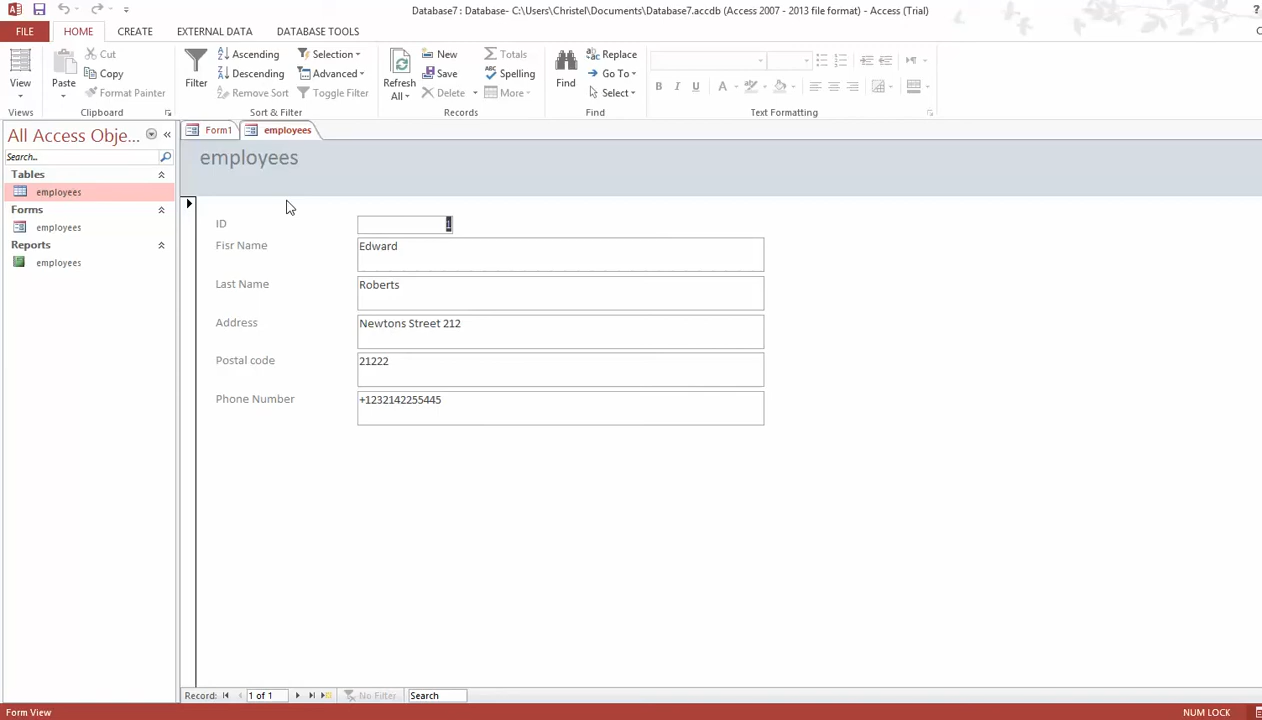 Database7 : Database- C:\Users\Christel\Documents\Database7.accdb (Access 2007 - 2013 file format) - Access (Trial)
?
FILE HOME CREATE EXTERNAL DATA DATABASE TOOLS
View
Views
Paste
Cut
Copy
Format Painter
Clipboard
Filter
Ascending
Descending
Remove Sort
Selection
Advanced
Toggle Filter
Sort & Filter
Refresh
All
New
Save
Delete
Totals
Spelling
More
Records
Find
Replace
Go To
Select
Find
B I U A
Text Formatting
All Access Obje...
Search...
Tables
employees
Forms
employees
Reports
employees
Form1 employees
employees
ID 1
Fisr Name Edward
Last Name Roberts
Address Newtons Street 212
Postal code 21222
Phone Number +1232142255445
Record: 1 of 1 No Filter Search
Form View NUM LOCK